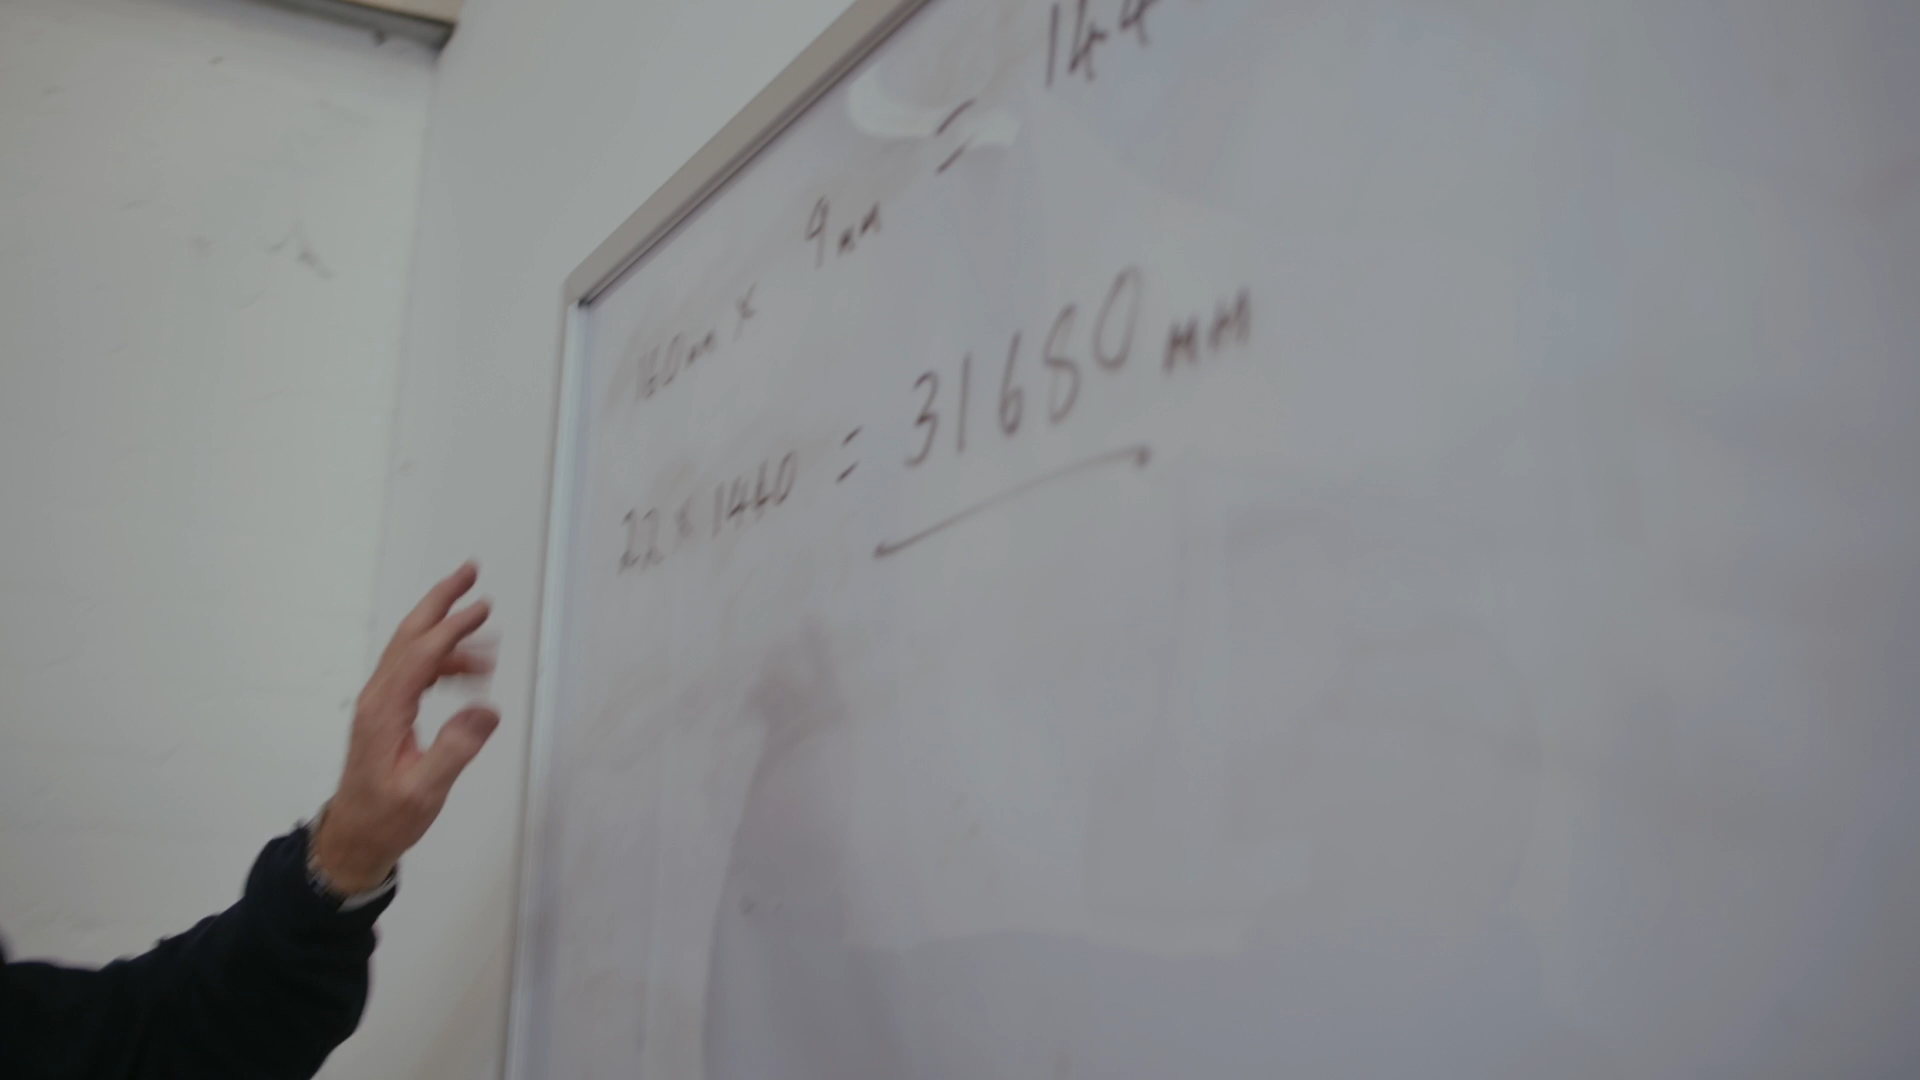 160mm x 9mm = 144
22 x 1440 = 31680 mm